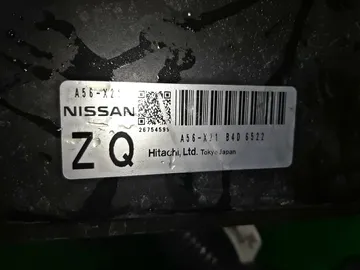 A56-X21
NISSAN
26754595
ZQ
A56-X71 B4D 6522
Hitachi, Ltd. Tokyo Japan